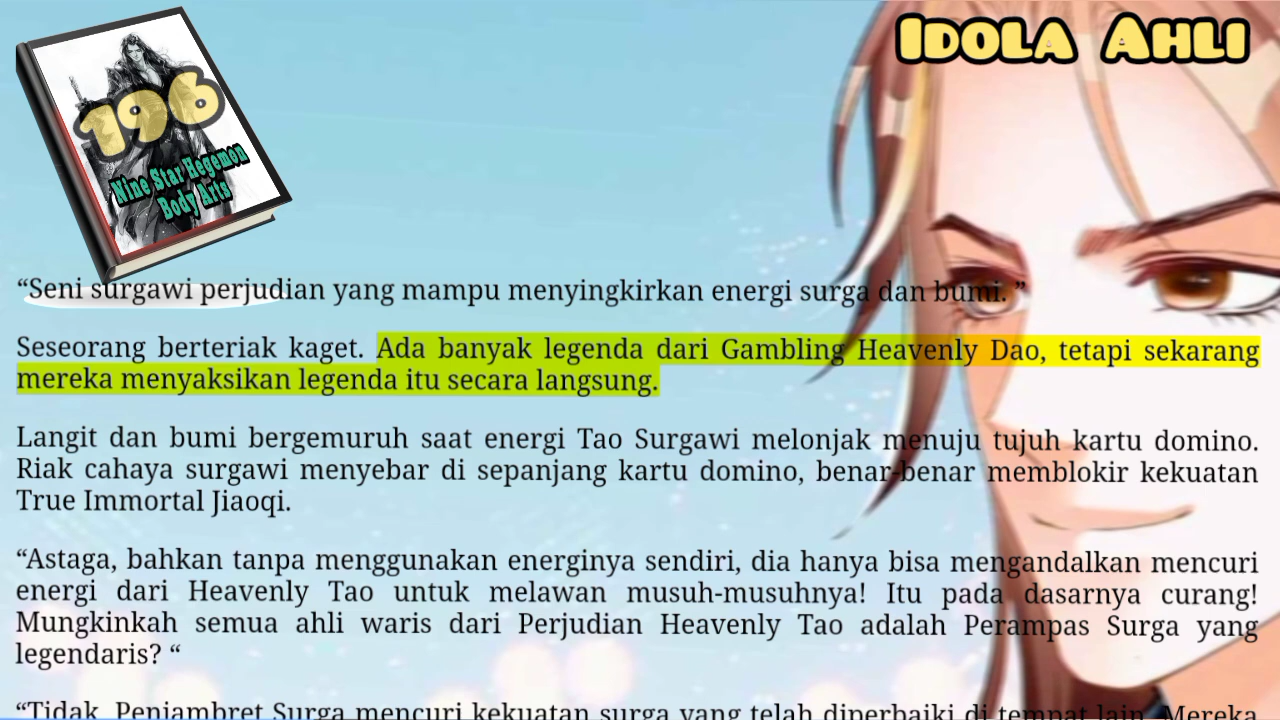 Idola Ahli
196
Nine Star Hegemon
Body Arts
“Seni surgawi perjudian yang mampu menyingkirkan energi surga dan bumi. ”
Seseorang berteriak kaget. Ada banyak legenda dari Gambling Heavenly Dao, tetapi sekarang
mereka menyaksikan legenda itu secara langsung.
Langit dan bumi bergemuruh saat energi Tao Surgawi melonjak menuju tujuh kartu domino.
Riak cahaya surgawi menyebar di sepanjang kartu domino, benar-benar memblokir kekuatan
True Immortal Jiaoqi.
“Astaga, bahkan tanpa menggunakan energinya sendiri, dia hanya bisa mengandalkan mencuri
energi dari Heavenly Tao untuk melawan musuh-musuhnya! Itu pada dasarnya curang!
Mungkinkah semua ahli waris dari Perjudian Heavenly Tao adalah Perampas Surga yang
legendaris? “
“Tidak, Penjambret Surga mencuri kekuatan surga yang telah diperbaiki di tempat lain. Mereka